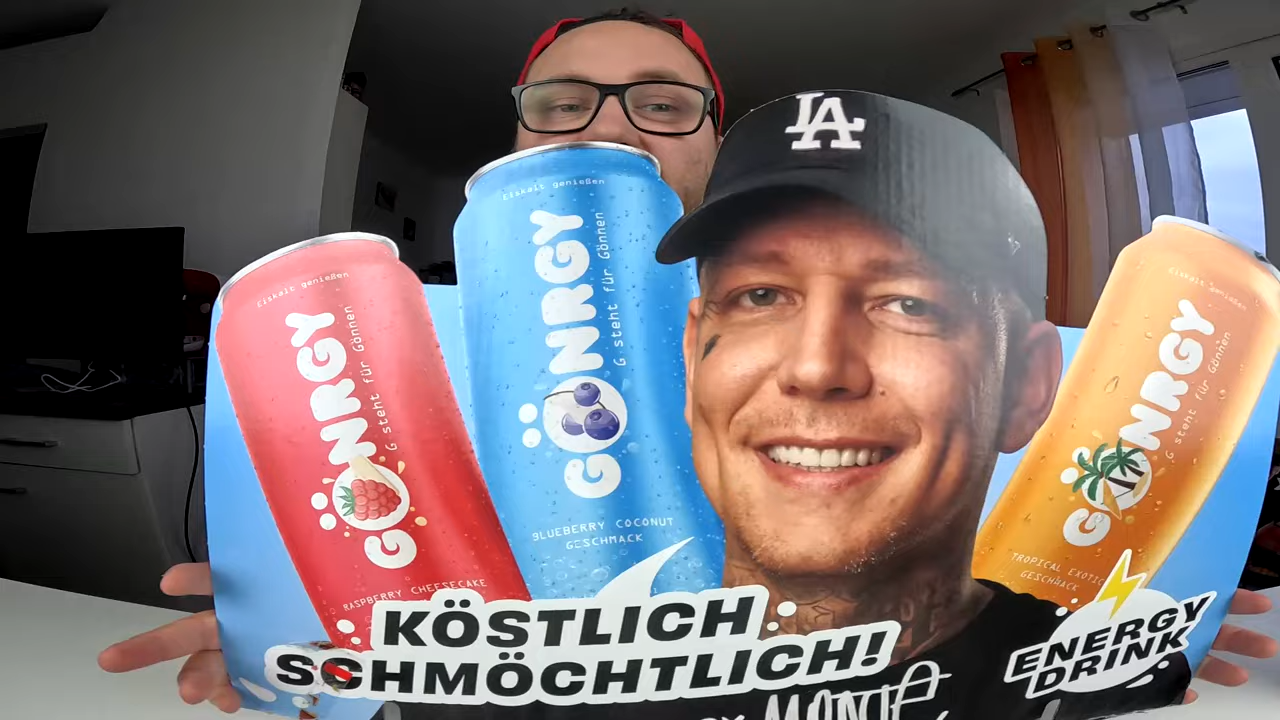 LA
Eiskalt genießen
GÖNRGY
G steht für Gönnen
RASPBERRY CHEESECAKE
Eiskalt genießen
GÖNRGY
G steht für Gönnen
BLUEBERRY COCONUT
GESCHMACK
Eiskalt genießen
GÖNRGY
G steht für Gönnen
TROPICAL EXOTIC
GESCHMACK
KÖSTLICH
SCHMÖCHTLICH!
ENERGY
DRINK